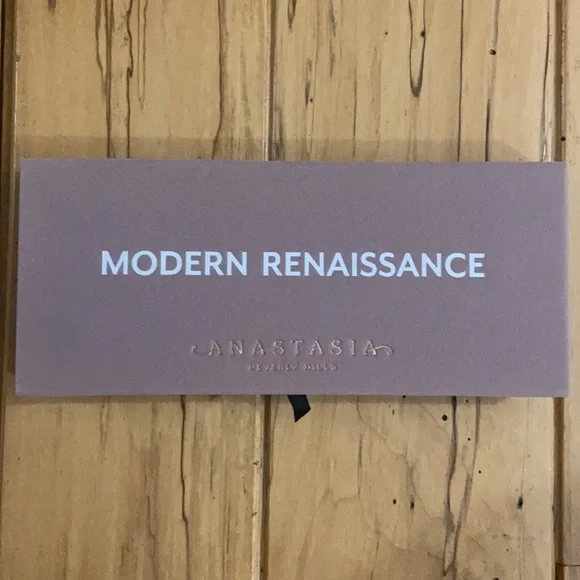 MODERN RENAISSANCE
ANASTASIA
BEVERLY HILLS